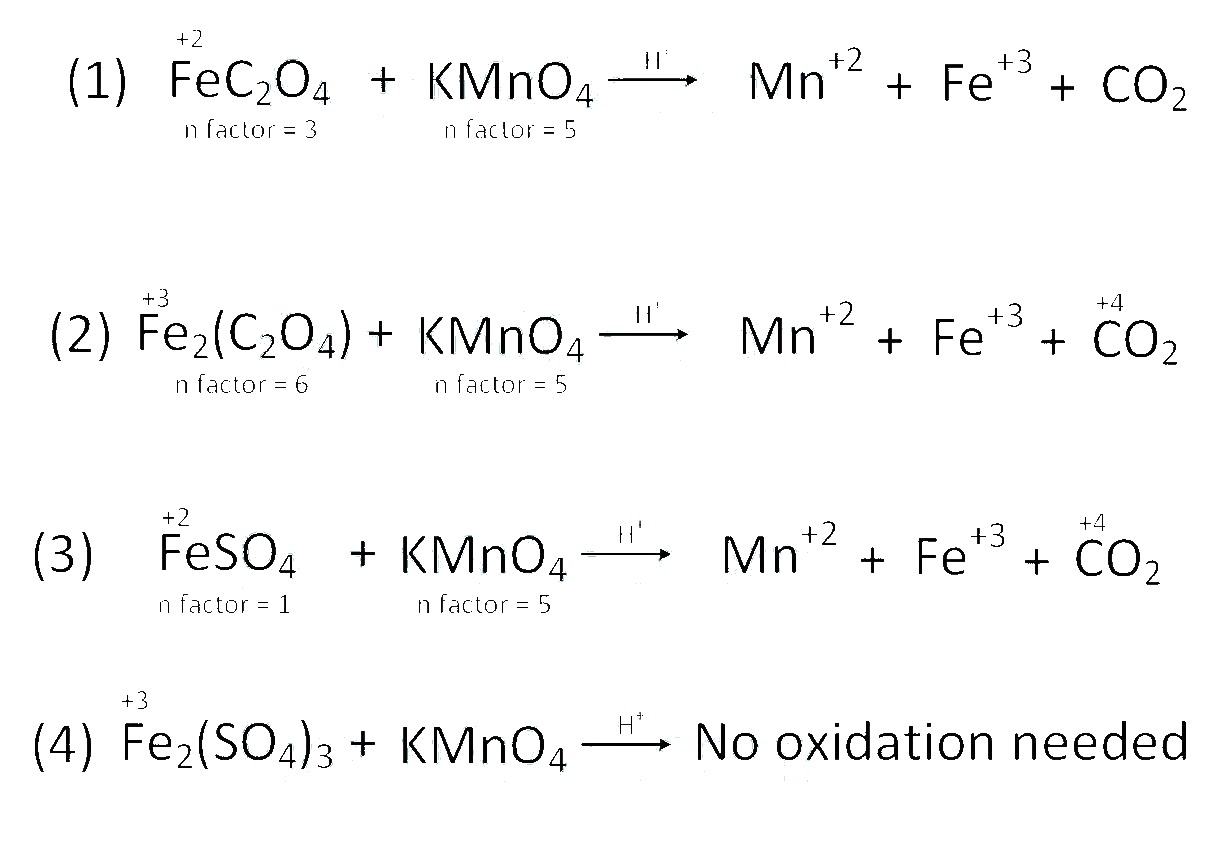 +2
(1) FeC₂O₄ + KMnO₄ H⁺ → Mn⁺² + Fe⁺³ + CO₂
n factor = 3 n factor = 5
+3 +4
(2) Fe₂(C₂O₄) + KMnO₄ H⁺ → Mn⁺² + Fe⁺³ + CO₂
n factor = 6 n factor = 5
+2 +4
(3) FeSO₄ + KMnO₄ H⁺ → Mn⁺² + Fe⁺³ + CO₂
n factor = 1 n factor = 5
+3
(4) Fe₂(SO₄)₃ + KMnO₄ H⁺ → No oxidation needed